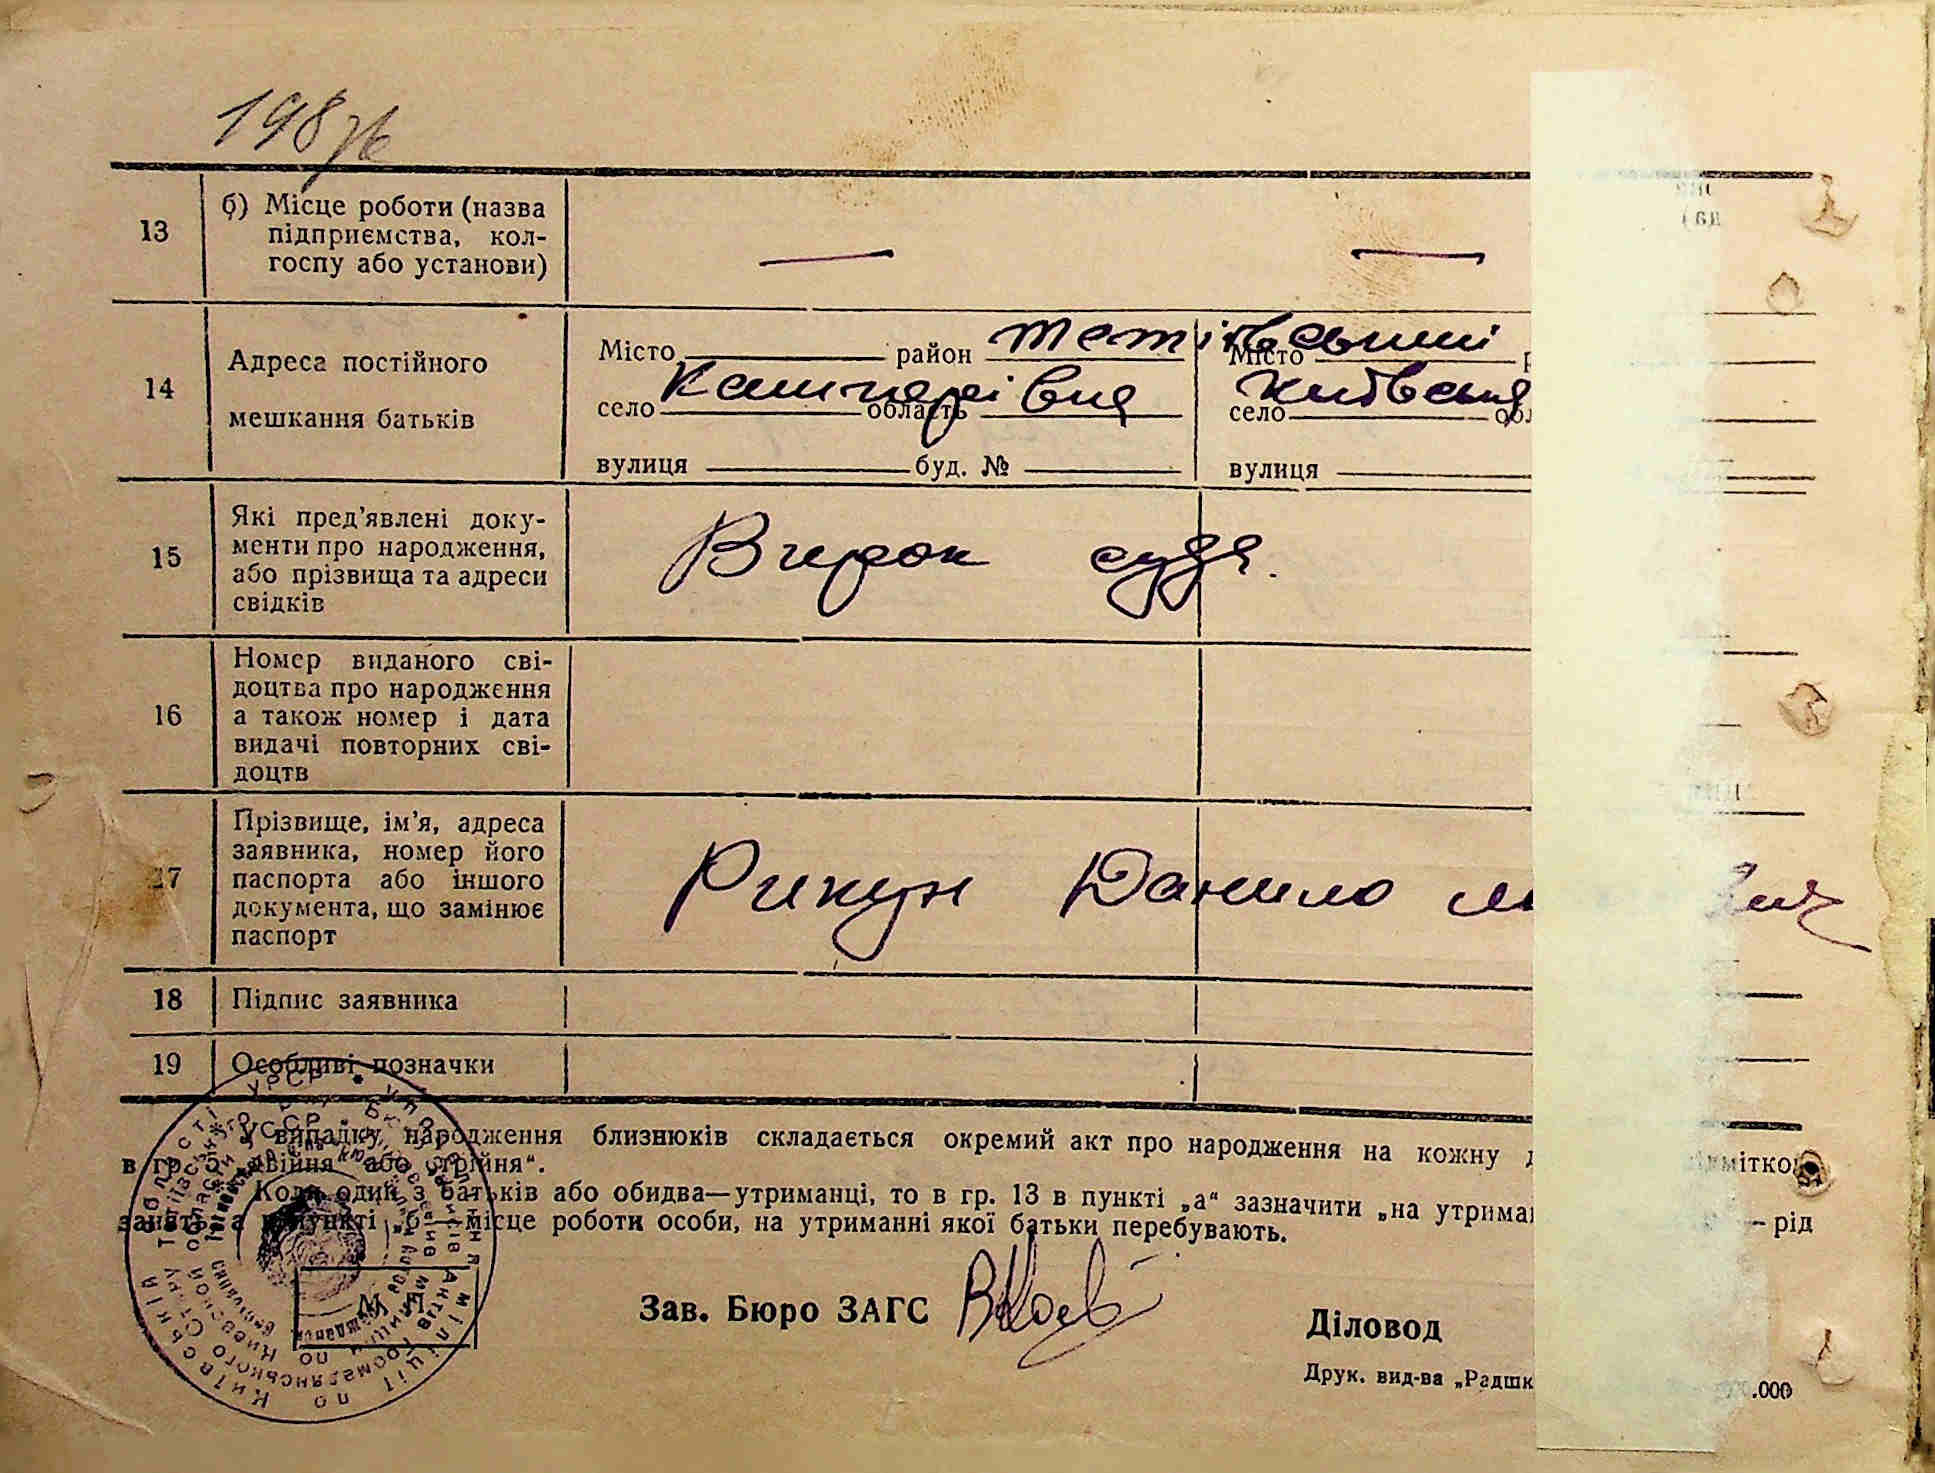 198
13
б) Місце роботи (назва
підприємства, кол-
госпу або установи)
— —
14
Адреса постійного
мешкання батьків
Місто район Тетіївський Місто
село Кашперівка область Київська село
вулиця буд. № вулиця
15
Які пред’явлені доку-
менти про народження,
або прізвища та адреси
свідків
Вирок суда.
16
Номер виданого сві-
доцтва про народження
а також номер і дата
видачі повторних сві-
доцтв
17
Прізвище, ім’я, адреса
заявника, номер його
паспорта або іншого
документа, що замінює
паспорт
Рикун Данило
18 Підпис заявника
19 Особливі позначки
У випадку народження близнюків складається окремий акт про народження на кожну
в гр. 5 „двійня“ або „трійня“.
Коли один з батьків або обидва—утриманці, то в гр. 13 в пункті „а“ зазначити „на
занять, а в пункті „б“—місце роботи особи, на утриманні якої батьки перебувають. — рід
М. П.
Зав. Бюро ЗАГС
Діловод
Друк. вид-ва
.000